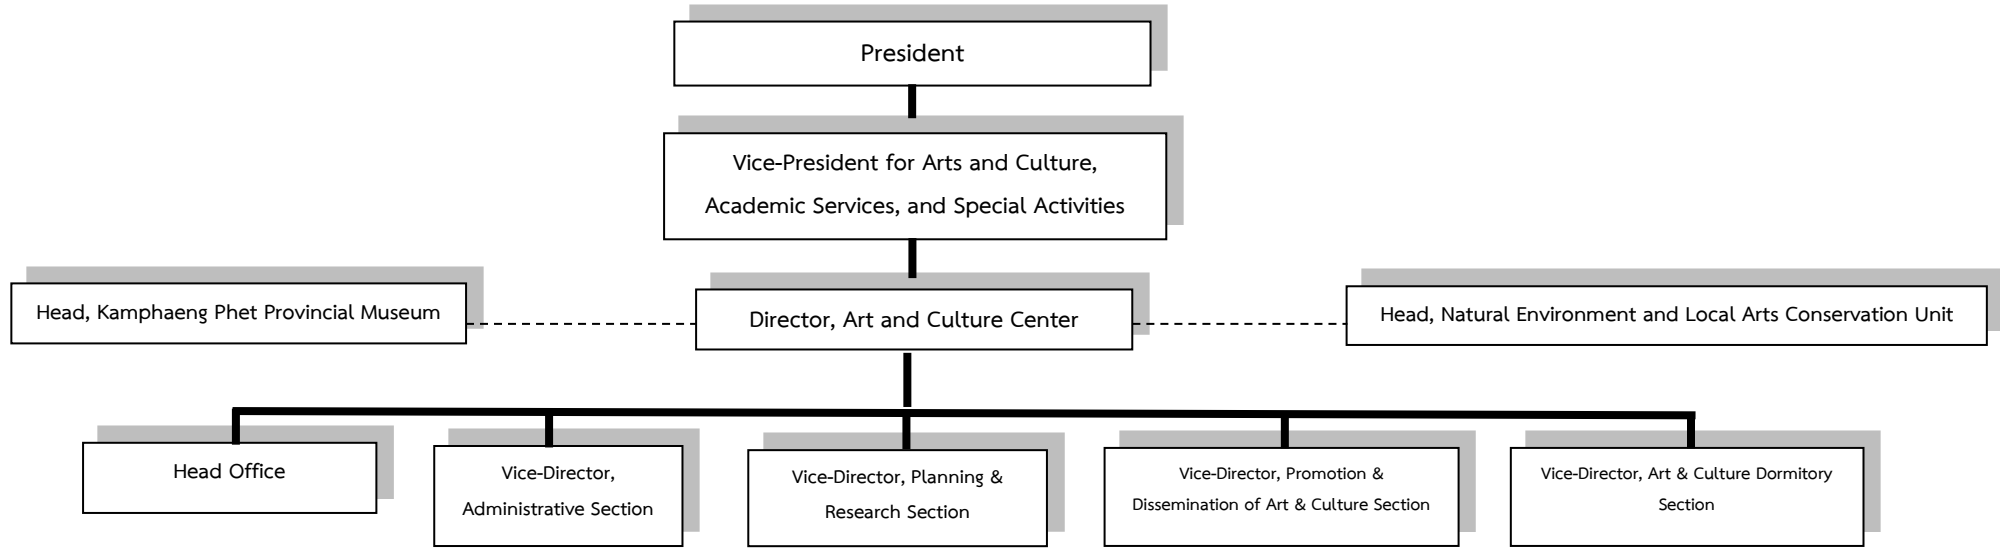 President
Vice-President for Arts and Culture,
Academic Services, and Special Activities
Head, Kamphaeng Phet Provincial Museum
Director, Art and Culture Center
Head, Natural Environment and Local Arts Conservation Unit
Head Office
Vice-Director,
Administrative Section
Vice-Director, Planning &
Research Section
Vice-Director, Promotion &
Dissemination of Art & Culture Section
Vice-Director, Art & Culture Dormitory
Section